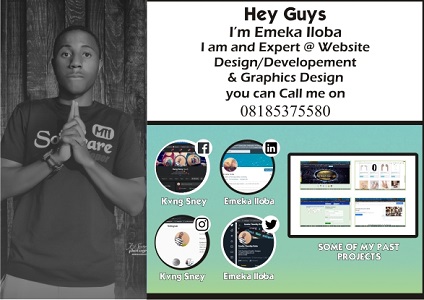 Hey Guys
I'm Emeka Iloba
I am and Expert @ Website
Design/Developement
& Graphics Design
you can Call me on
08185375580
Kvng Sney
Emeka Iloba
Kvng Sney
Emeka Iloba
SOME OF MY PAST
PROJECTS